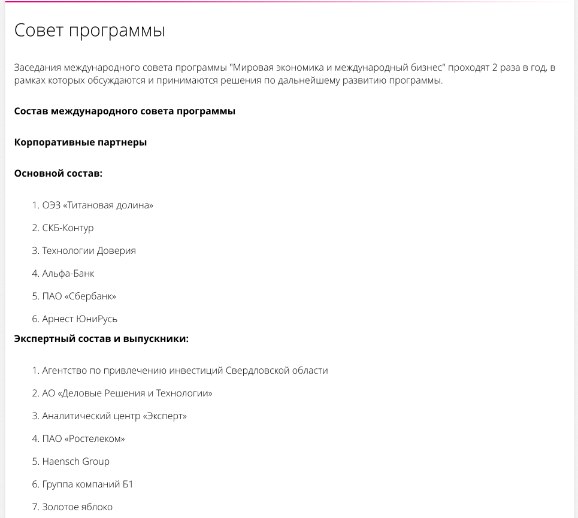 Совет программы
Заседания международного совета программы "Мировая экономика и международный бизнес" проходят 2 раза в год, в
рамках которых обсуждаются и принимаются решения по дальнейшему развитию программы.
Состав международного совета программы
Корпоративные партнеры
Основной состав:
1. ОЭЗ «Титановая долина»
2. СКБ-Контур
3. Технологии Доверия
4. Альфа-Банк
5. ПАО «Сбербанк»
6. Арнест ЮниРусь
Экспертный состав и выпускники:
1. Агентство по привлечению инвестиций Свердловской области
2. АО «Деловые Решения и Технологии»
3. Аналитический центр «Эксперт»
4. ПАО «Ростелеком»
5. Haensch Group
6. Группа компаний Б1
7. Золотое яблоко